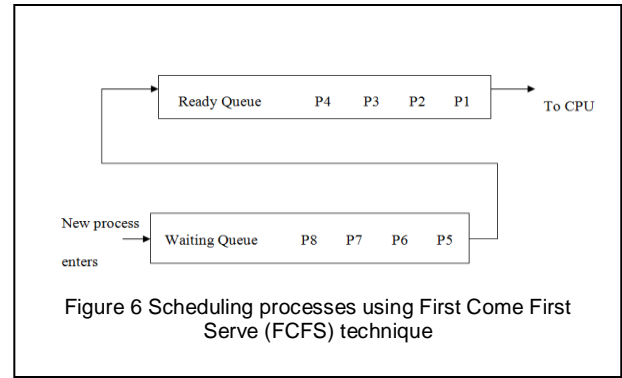 Ready Queue P4 P3 P2 P1
To CPU
New process
enters
Waiting Queue P8 P7 P6 P5
Figure 6 Scheduling processes using First Come First
Serve (FCFS) technique